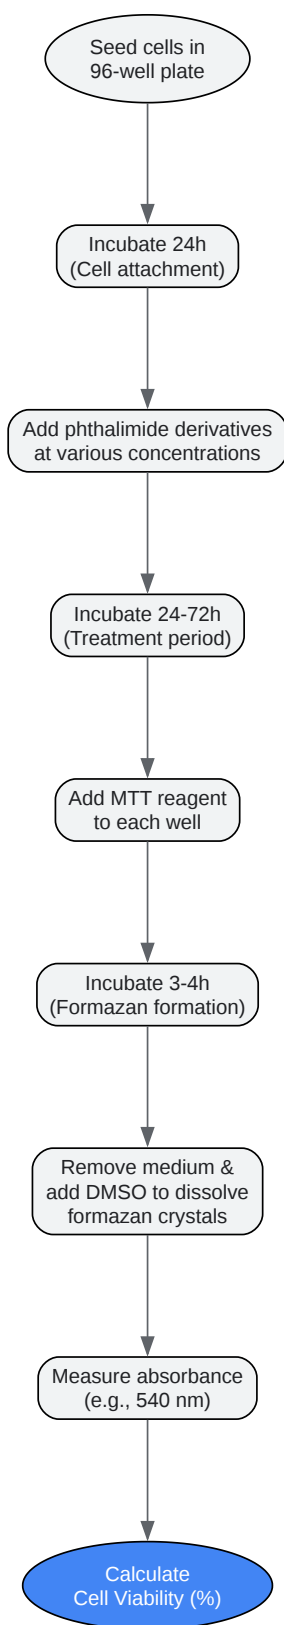 Seed cells in
96-well plate
Incubate 24h
(Cell attachment)
Add phthalimide derivatives
at various concentrations
Incubate 24-72h
(Treatment period)
Add MTT reagent
to each well
Incubate 3-4h
(Formazan formation)
Remove medium &
add DMSO to dissolve
formazan crystals
Measure absorbance
(e.g., 540 nm)
Calculate
Cell Viability (%)